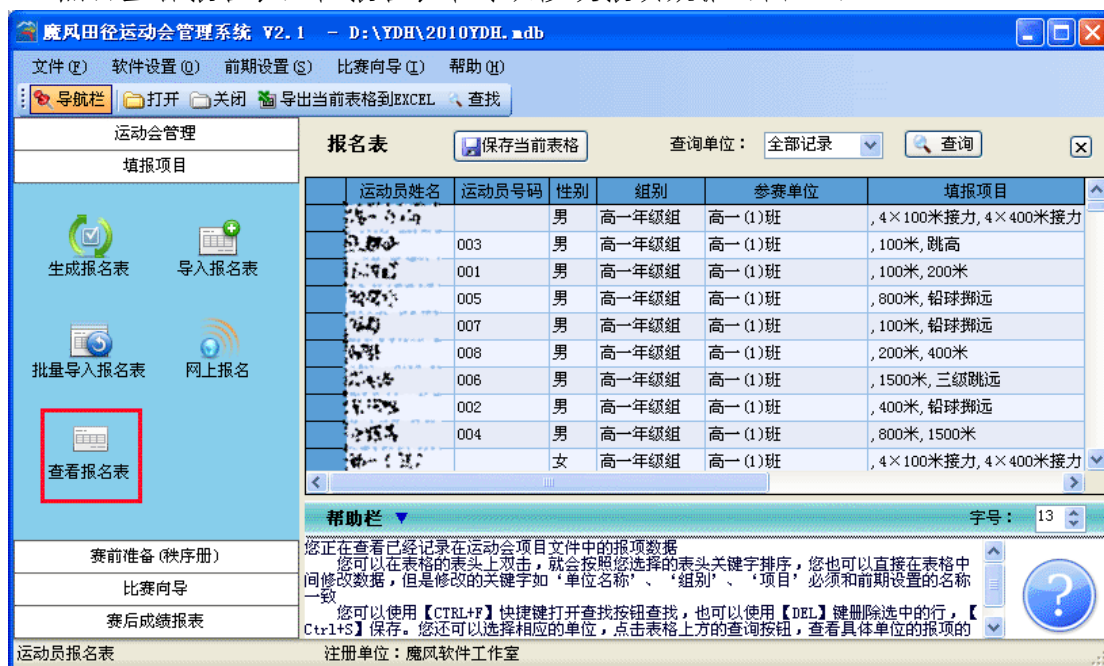 魔风田径运动会管理系统 V2.1 - D:\YDH\2010YDH.mdb
文件(F) 软件设置(O) 前期设置(S) 比赛向导(I) 帮助(H)
导航栏 打开 关闭 导出当前表格到EXCEL 查找
运动会管理
填报项目
生成报名表 导入报名表
批量导入报名表 网上报名
查看报名表
赛前准备(秩序册)
比赛向导
赛后成绩报表
报名表 保存当前表格 查询单位: 全部记录 查询
运动员姓名 运动员号码 性别 组别 参赛单位 填报项目
男 高一年级组 高一(1)班 ,4×100米接力,4×400米接力
003 男 高一年级组 高一(1)班 ,100米,跳高
001 男 高一年级组 高一(1)班 ,100米,200米
005 男 高一年级组 高一(1)班 ,800米,铅球掷远
007 男 高一年级组 高一(1)班 ,100米,铅球掷远
008 男 高一年级组 高一(1)班 ,200米,400米
006 男 高一年级组 高一(1)班 ,1500米,三级跳远
002 男 高一年级组 高一(1)班 ,400米,铅球掷远
004 男 高一年级组 高一(1)班 ,800米,1500米
女 高一年级组 高一(1)班 ,4×100米接力,4×400米接力
帮助栏 ▼ 字号: 13
您正在查看已经记录在运动会项目文件中的报项数据
您可以在表格的表头上双击,就会按照您选择的表头关键字排序,您也可以直接在表格中
间修改数据,但是修改的关键字如‘单位名称’、‘组别’、‘项目’必须和前期设置的名称
一致
您可以使用【CTRL+F】快捷键打开查找按钮查找,也可以使用【DEL】键删除选中的行,【
Ctrl+S】保存。您还可以选择相应的单位,点击表格上方的查询按钮,查看具体单位的报项的
运动员报名表 注册单位:魔风软件工作室